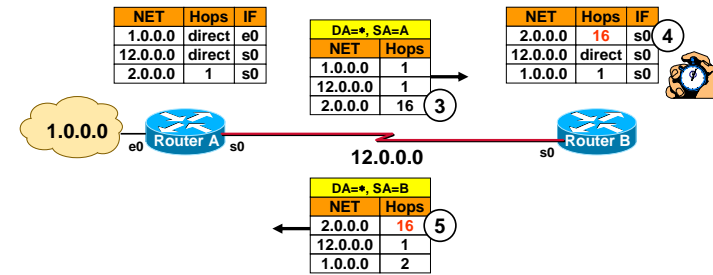 NET Hops IF
1.0.0.0 direct e0
12.0.0.0 direct s0
2.0.0.0 1 s0
DA=*, SA=A
NET Hops
1.0.0.0 1
12.0.0.0 1
2.0.0.0 16
3
NET Hops IF
2.0.0.0 16 s0
12.0.0.0 direct s0
1.0.0.0 1 s0
4
1.0.0.0
e0
Router A
s0
12.0.0.0
s0
Router B
DA=*, SA=B
NET Hops
2.0.0.0 16
12.0.0.0 1
1.0.0.0 2
5